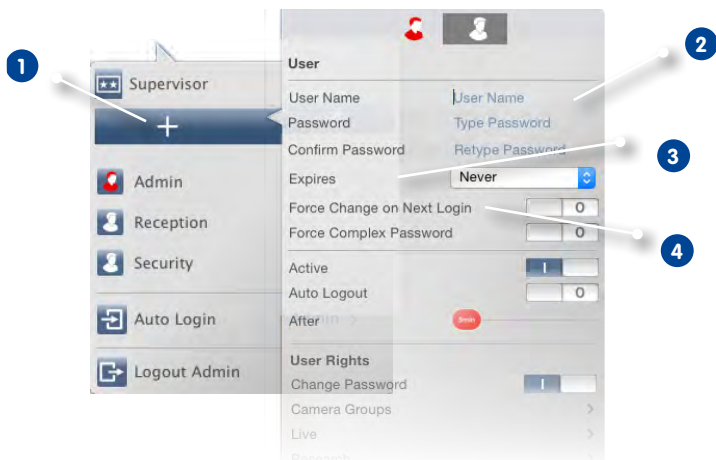 1
2
3
4
Supervisor
+
Admin
Reception
Security
Auto Login
Logout Admin
User
User Name User Name
Password Type Password
Confirm Password Retype Password
Expires Never
Force Change on Next Login 0
Force Complex Password 0
Active I
Auto Logout 0
After 5min
User Rights
Change Password I
Camera Groups
Live
Research